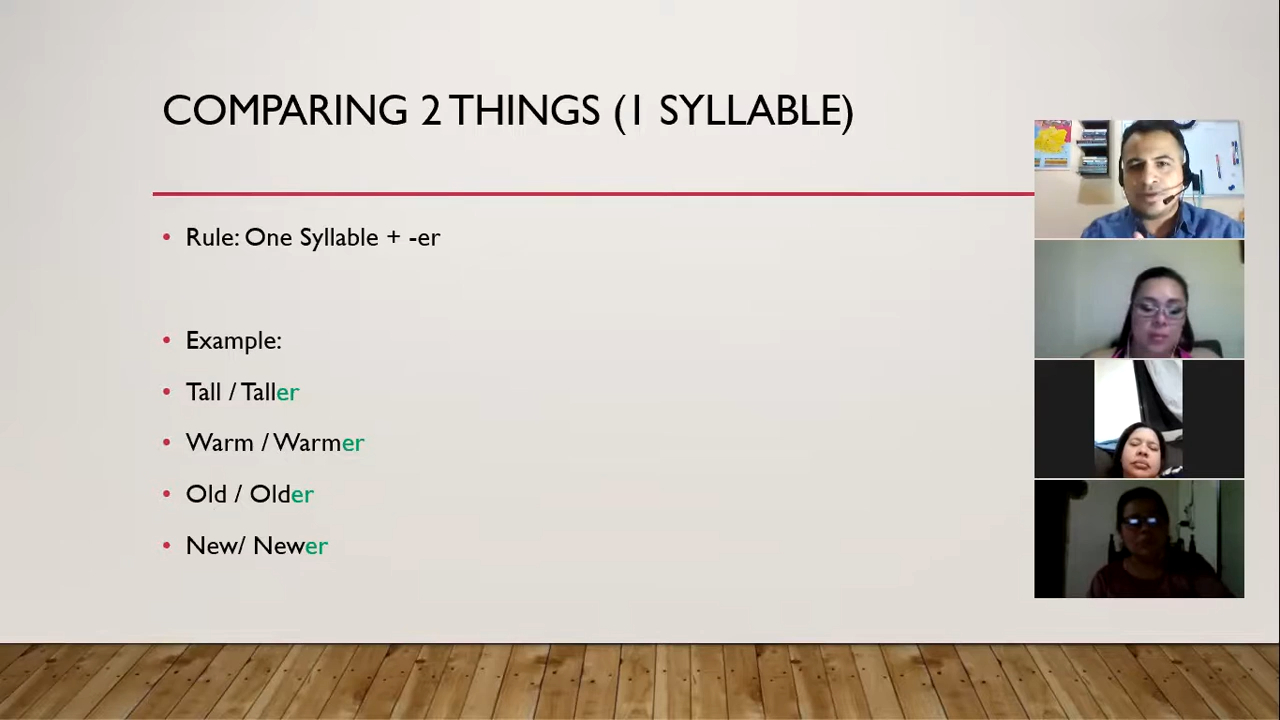 COMPARING 2 THINGS (1 SYLLABLE)
Rule: One Syllable + -er
Example:
Tall / Taller
Warm / Warmer
Old / Older
New/ Newer